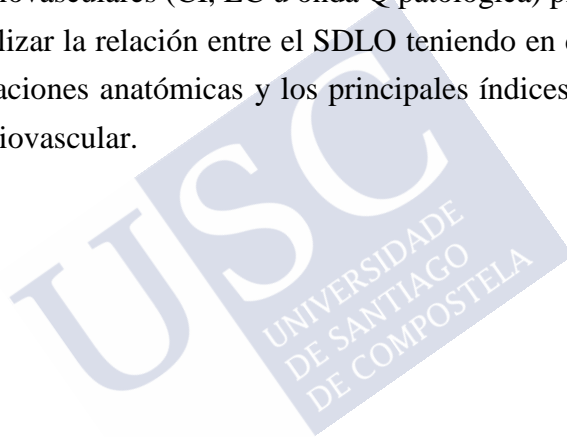 iovasculares (CI, EC u onda Q patológica) p
lizar la relación entre el SDLO teniendo en
aciones anatómicas y los principales índices
iovascular.
USC
UNIVERSIDADE
DE SANTIAGO
DE COMPOSTELA